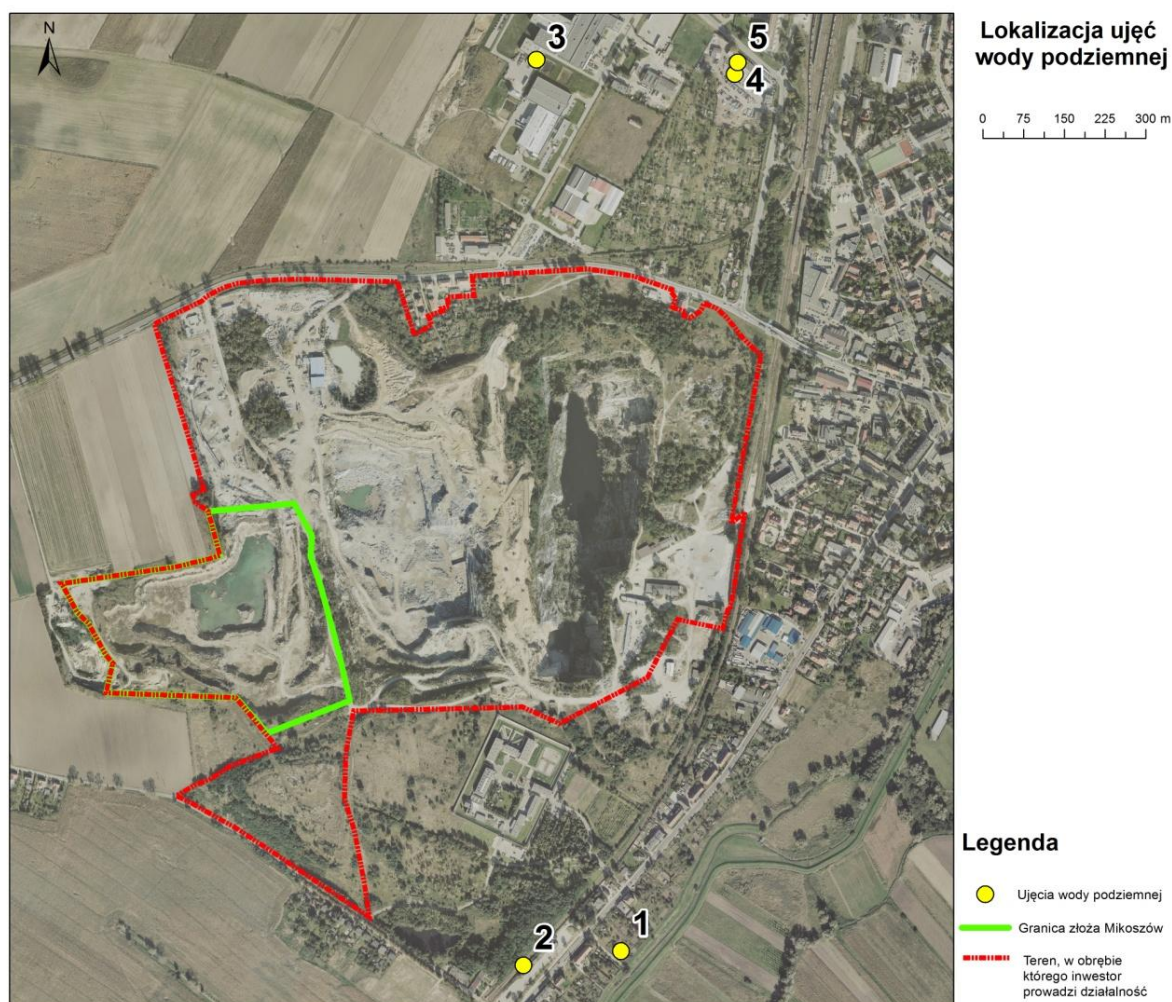 N
3
5
4
2
1
Lokalizacja ujęć
wody podziemnej
0 75 150 225 300 m
Legenda
Ujęcia wody podziemnej
Granica złoża Mikoszów
Teren, w obrębie
którego inwestor
prowadzi działalność